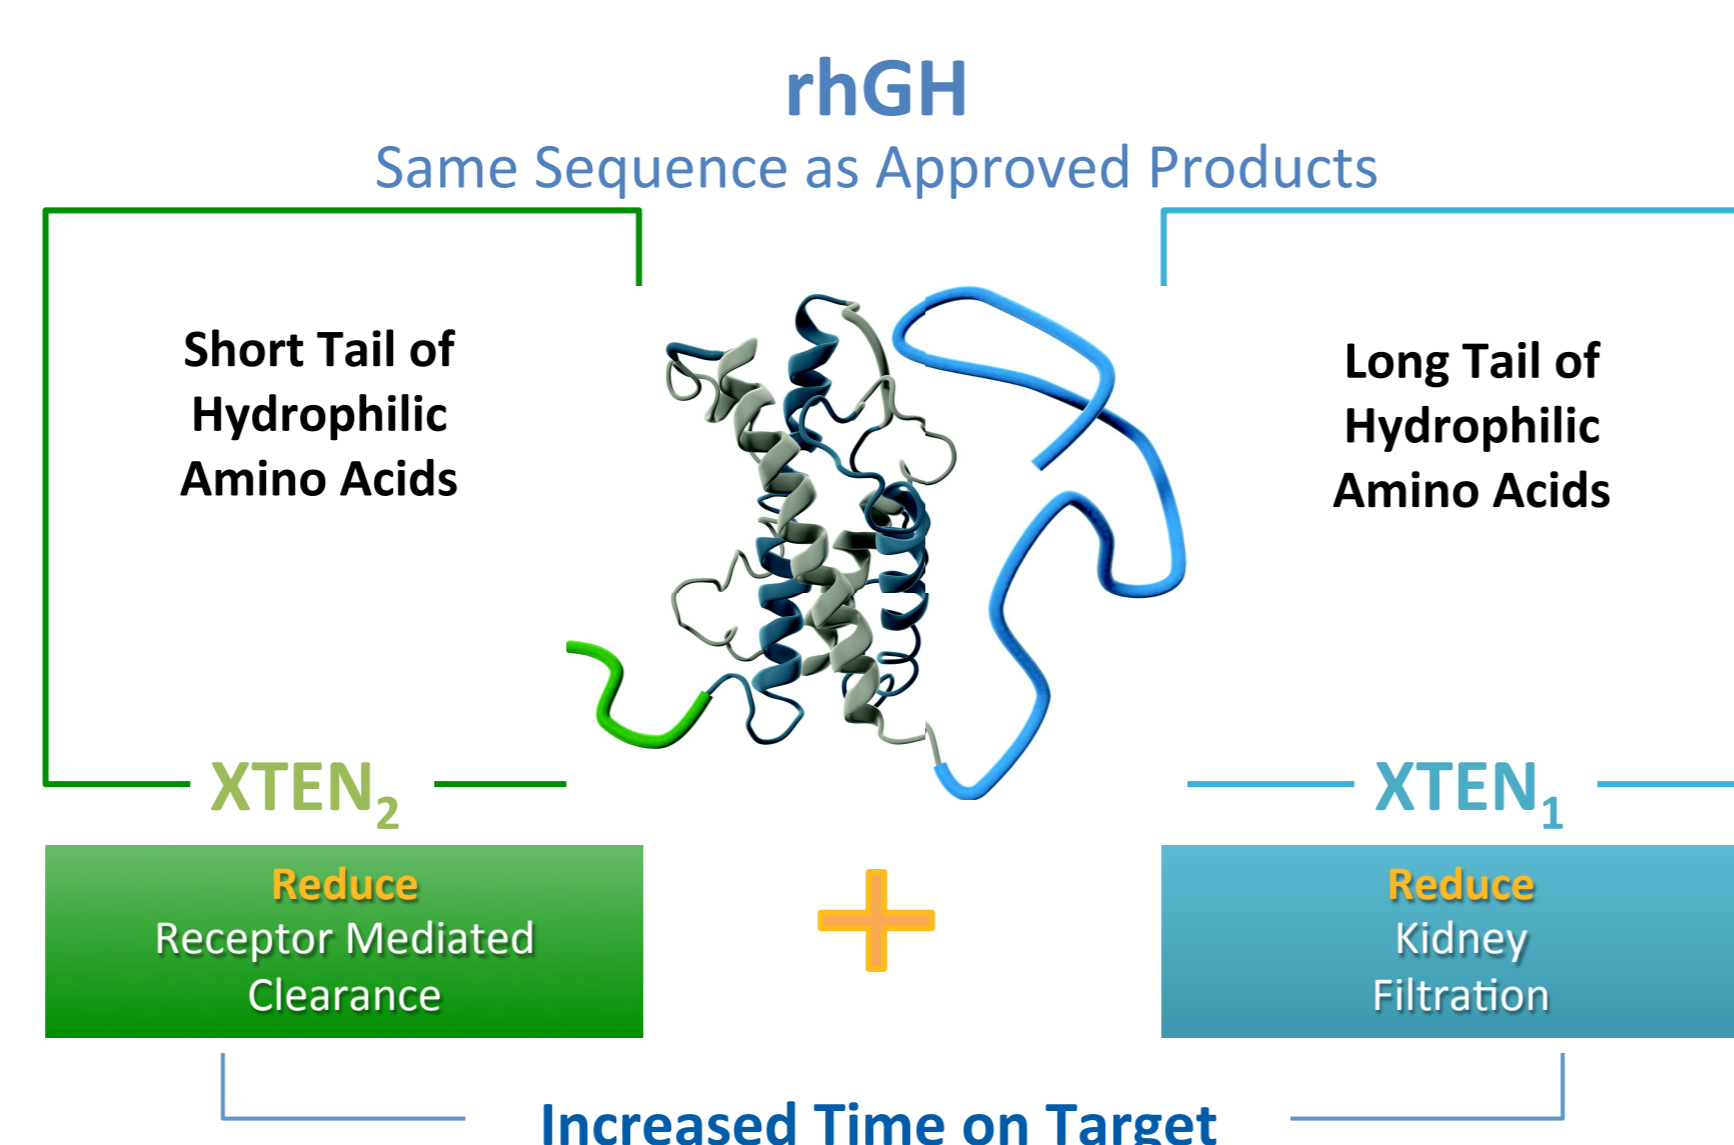 rhGH
Same Sequence as Approved Products
Short Tail of
Hydrophilic
Amino Acids
Long Tail of
Hydrophilic
Amino Acids
XTEN₂
XTEN₁
Reduce
Receptor Mediated
Clearance
Reduce
Kidney
Filtration
Increased Time on Target